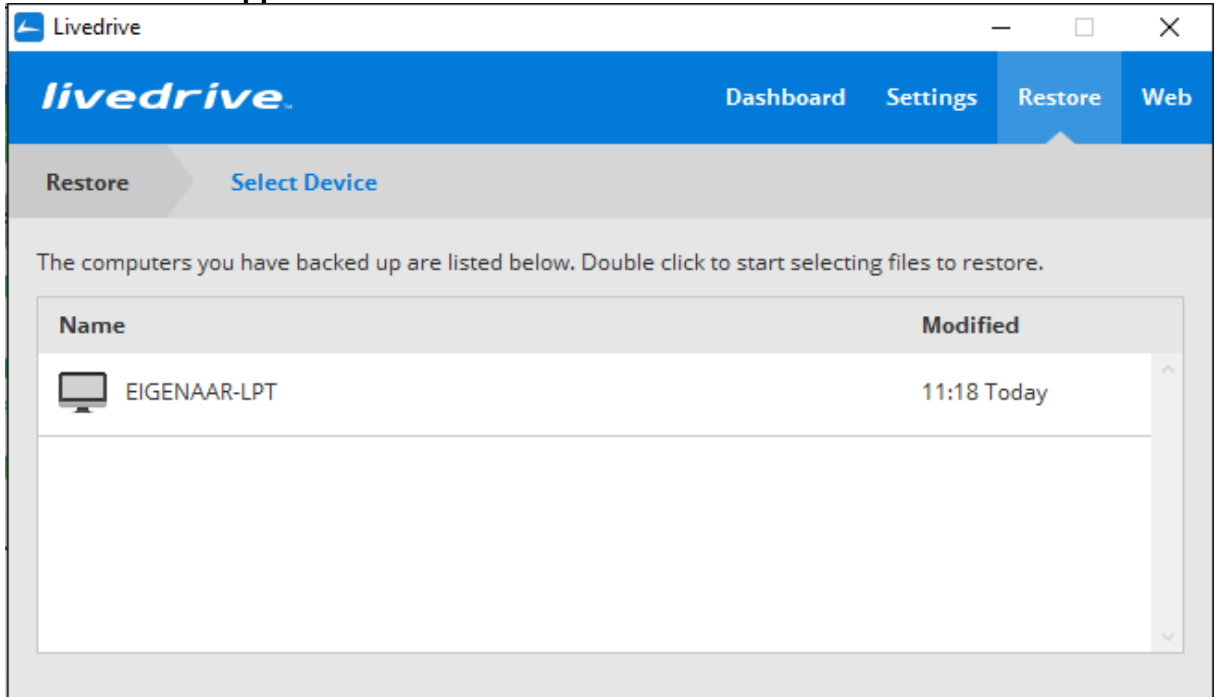 Livedrive
livedrive. Dashboard Settings Restore Web
Restore Select Device
The computers you have backed up are listed below. Double click to start selecting files to restore.
Name Modified
EIGENAAR-LPT 11:18 Today